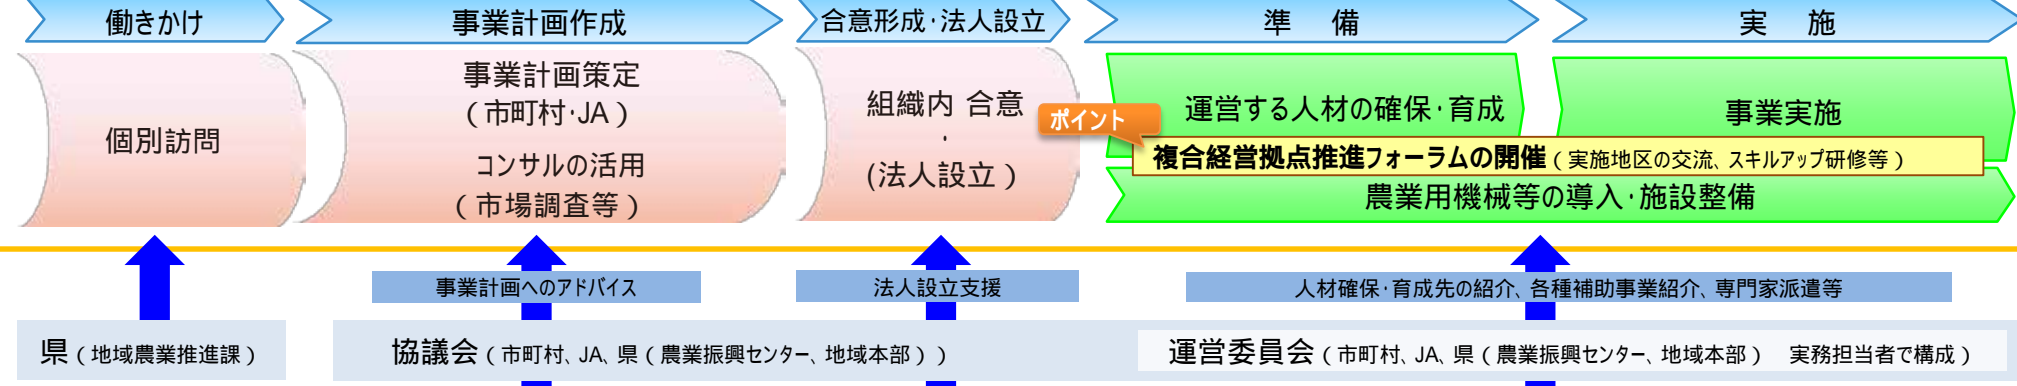 働きかけ
事業計画作成
合意形成・法人設立
準　備
実　施
個別訪問
事業計画策定
（市町村・JA）
コンサルの活用
（市場調査等）
組織内 合意
・
(法人設立）
ポイント
運営する人材の確保・育成
事業実施
複合経営拠点推進フォーラムの開催（実施地区の交流、スキルアップ研修等）
農業用機械等の導入・施設整備
事業計画へのアドバイス
法人設立支援
人材確保・育成先の紹介、各種補助事業紹介、専門家派遣等
県（地域農業推進課）
協議会（市町村、JA、県（農業振興センター、地域本部））
運営委員会（市町村、JA、県（農業振興センター、地域本部）　実務担当者で構成）